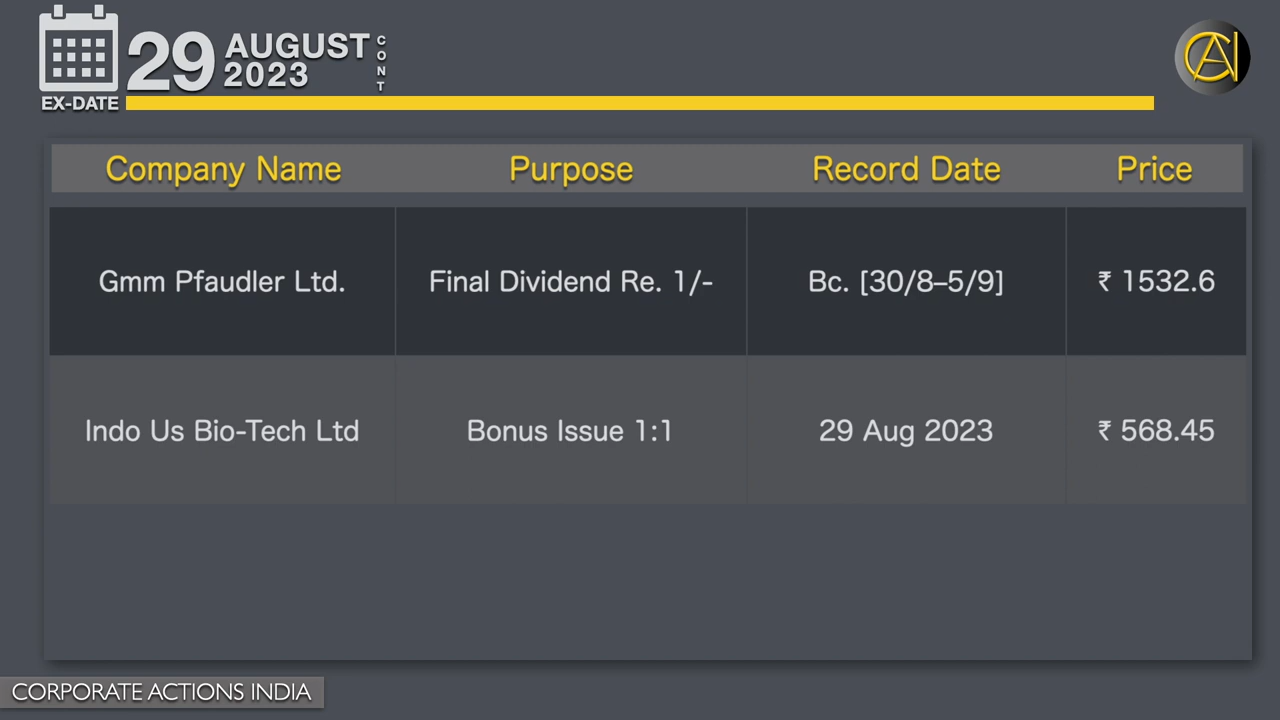 29 AUGUST 2023 CONT
EX-DATE
CAI
Company Name Purpose Record Date Price
Gmm Pfaudler Ltd. Final Dividend Re. 1/- Bc. [30/8–5/9] ₹ 1532.6
Indo Us Bio-Tech Ltd Bonus Issue 1:1 29 Aug 2023 ₹ 568.45
CORPORATE ACTIONS INDIA